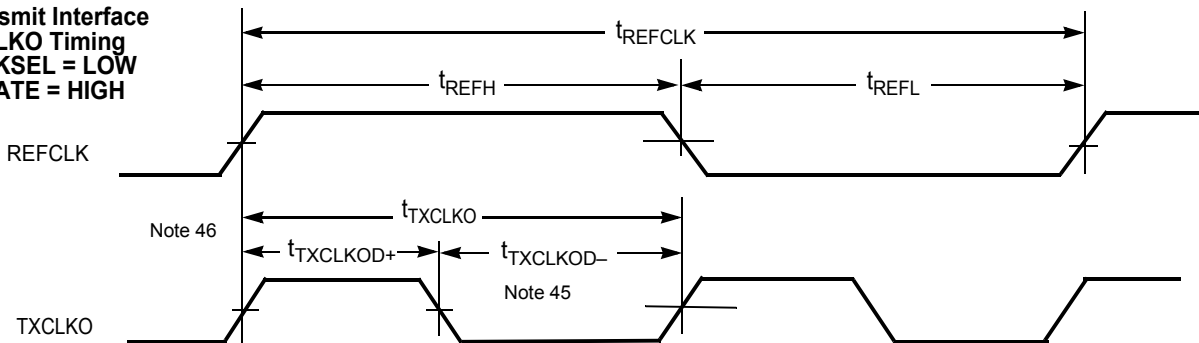 smit Interface
LKO Timing
KSEL = LOW
ATE = HIGH
tREFCLK
tREFH
tREFL
REFCLK
Note 46
tTXCLKO
tTXCLKOD+
tTXCLKOD–
Note 45
TXCLKO